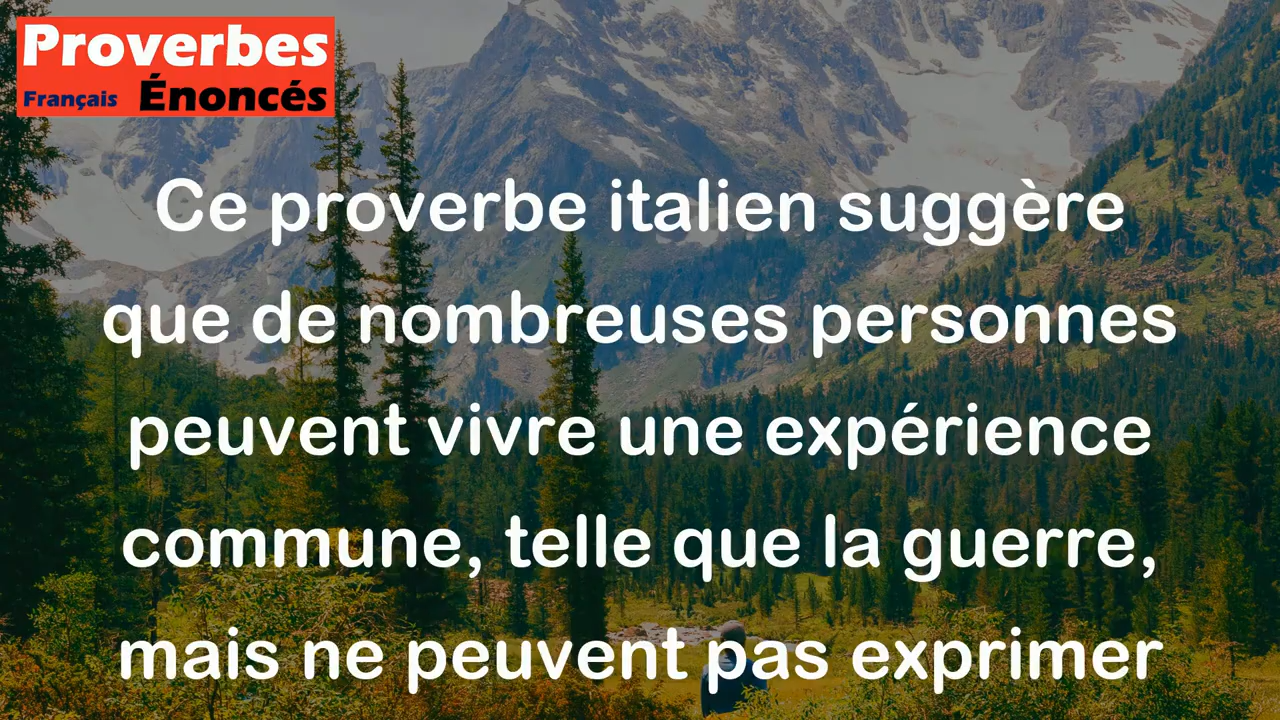 Proverbes
Français Énoncés
Ce proverbe italien suggère
que de nombreuses personnes
peuvent vivre une expérience
commune, telle que la guerre,
mais ne peuvent pas exprimer